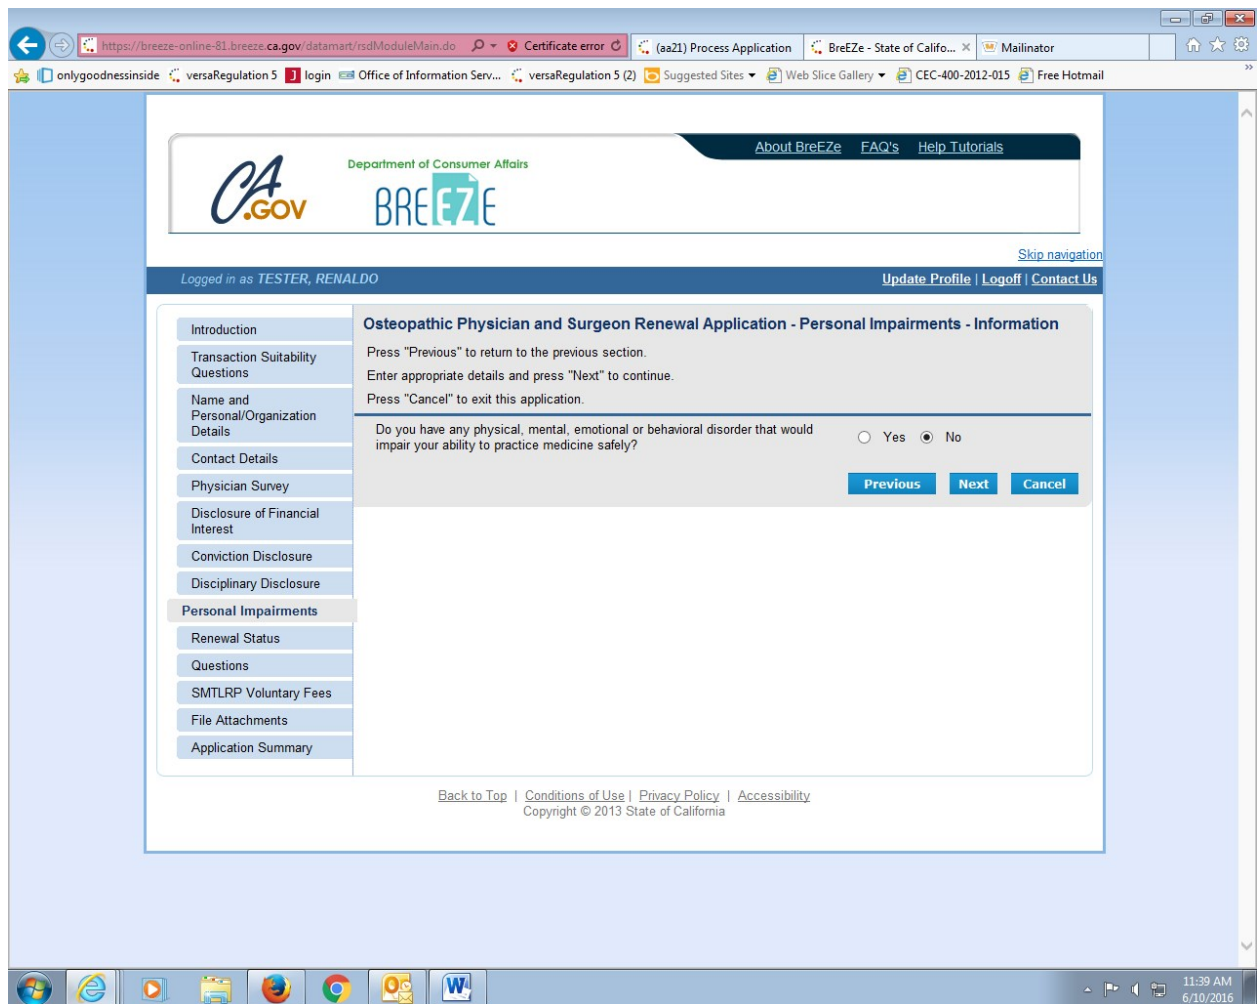 https://breeze-online-81.breeze.ca.gov/datamart/rsdModuleMain.do Certificate error (aa21) Process Application BreEZe - State of Califo... Mailinator
onlygoodnessinside versaRegulation 5 login Office of Information Serv... versaRegulation 5 (2) Suggested Sites Web Slice Gallery CEC-400-2012-015 Free Hotmail
About BreEZe FAQ's Help Tutorials
CA.GOV
Department of Consumer Affairs
BREEZE
Skip navigation
Logged in as TESTER, RENALDO Update Profile | Logoff | Contact Us
Introduction
Transaction Suitability
Questions
Name and
Personal/Organization
Details
Contact Details
Physician Survey
Disclosure of Financial
Interest
Conviction Disclosure
Disciplinary Disclosure
Personal Impairments
Renewal Status
Questions
SMTLRP Voluntary Fees
File Attachments
Application Summary
Osteopathic Physician and Surgeon Renewal Application - Personal Impairments - Information
Press "Previous" to return to the previous section.
Enter appropriate details and press "Next" to continue.
Press "Cancel" to exit this application.
Do you have any physical, mental, emotional or behavioral disorder that would
impair your ability to practice medicine safely?
Yes No
Previous Next Cancel
Back to Top | Conditions of Use | Privacy Policy | Accessibility
Copyright © 2013 State of California
11:39 AM
6/10/2016